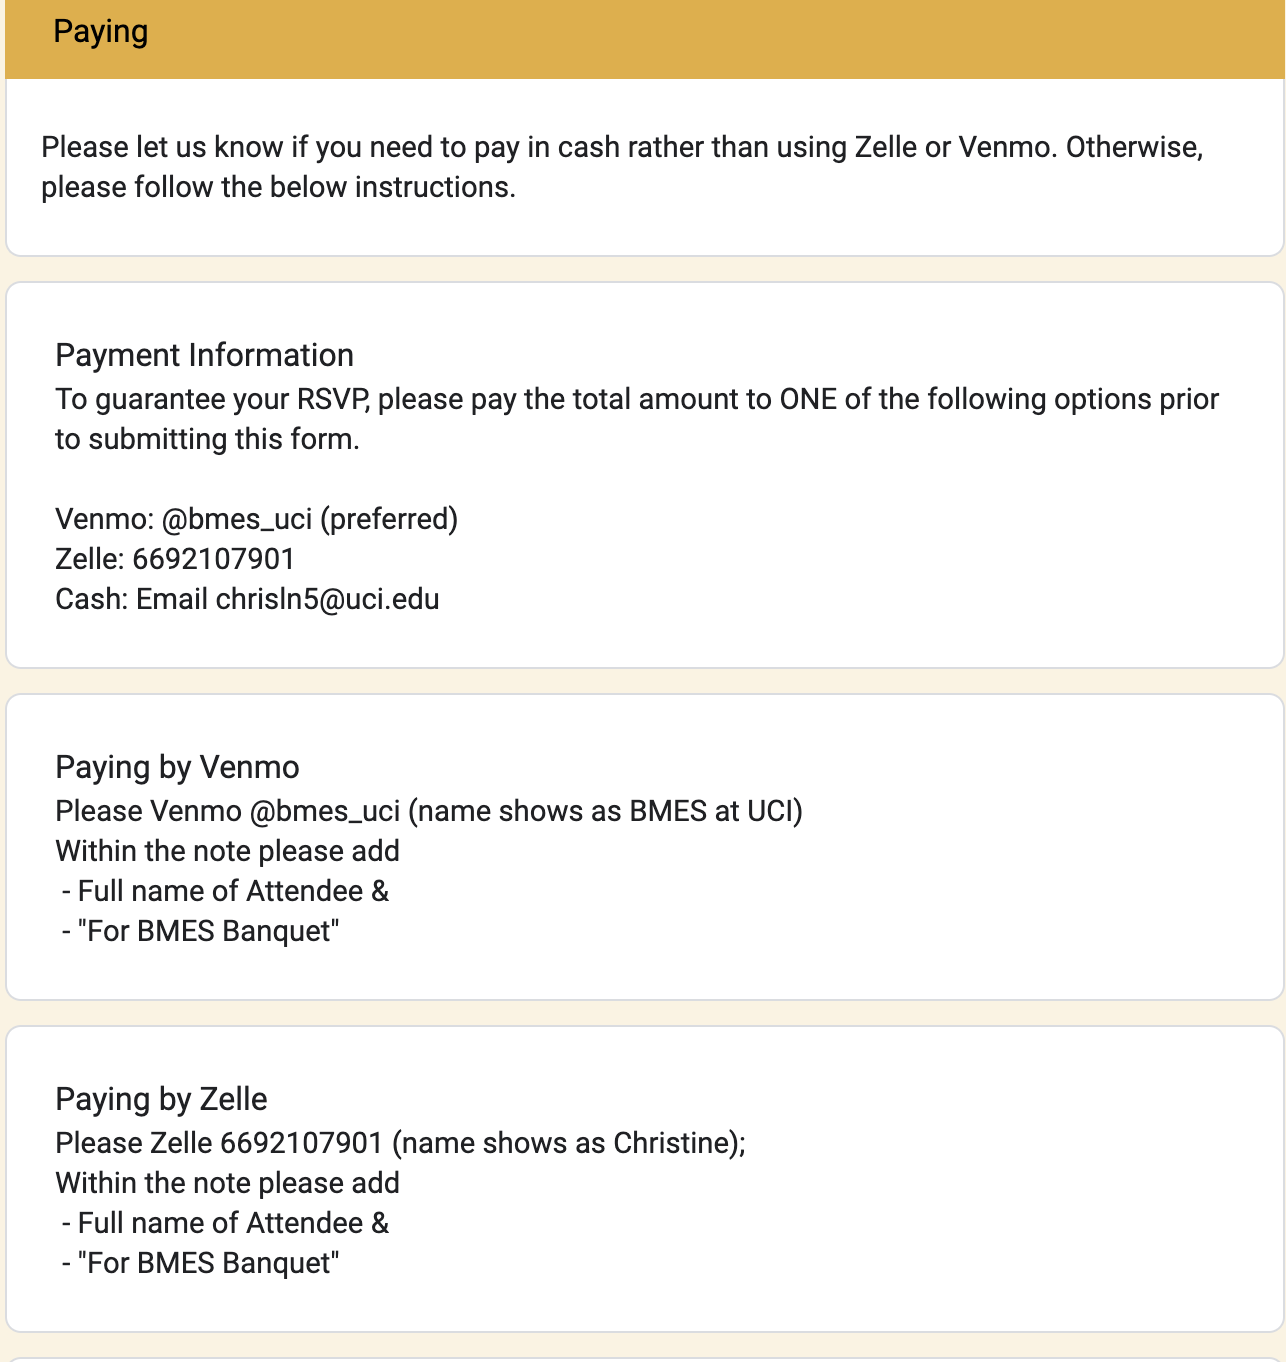 Paying
Please let us know if you need to pay in cash rather than using Zelle or Venmo. Otherwise,
please follow the below instructions.
Payment Information
To guarantee your RSVP, please pay the total amount to ONE of the following options prior
to submitting this form.
Venmo: @bmes_uci (preferred)
Zelle: 6692107901
Cash: Email chrisln5@uci.edu
Paying by Venmo
Please Venmo @bmes_uci (name shows as BMES at UCI)
Within the note please add
- Full name of Attendee &
- "For BMES Banquet"
Paying by Zelle
Please Zelle 6692107901 (name shows as Christine);
Within the note please add
- Full name of Attendee &
- "For BMES Banquet"